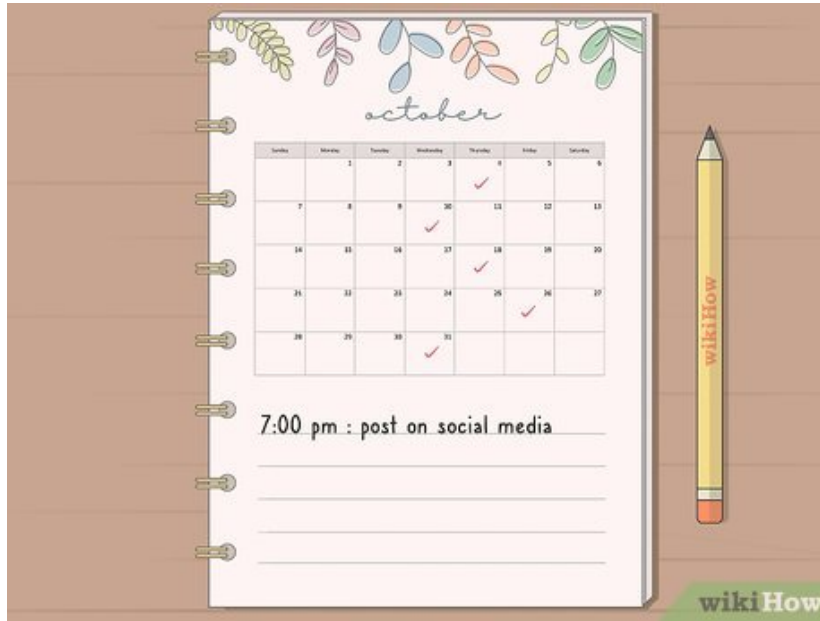 october
Sunday Monday Tuesday Wednesday Thursday Friday Saturday
1 2 3 4 5 6
7 8 9 10 11 12 13
14 15 16 17 18 19 20
21 22 23 24 25 26 27
28 29 30 31
7:00 pm : post on social media
wikiHow
wikiHow